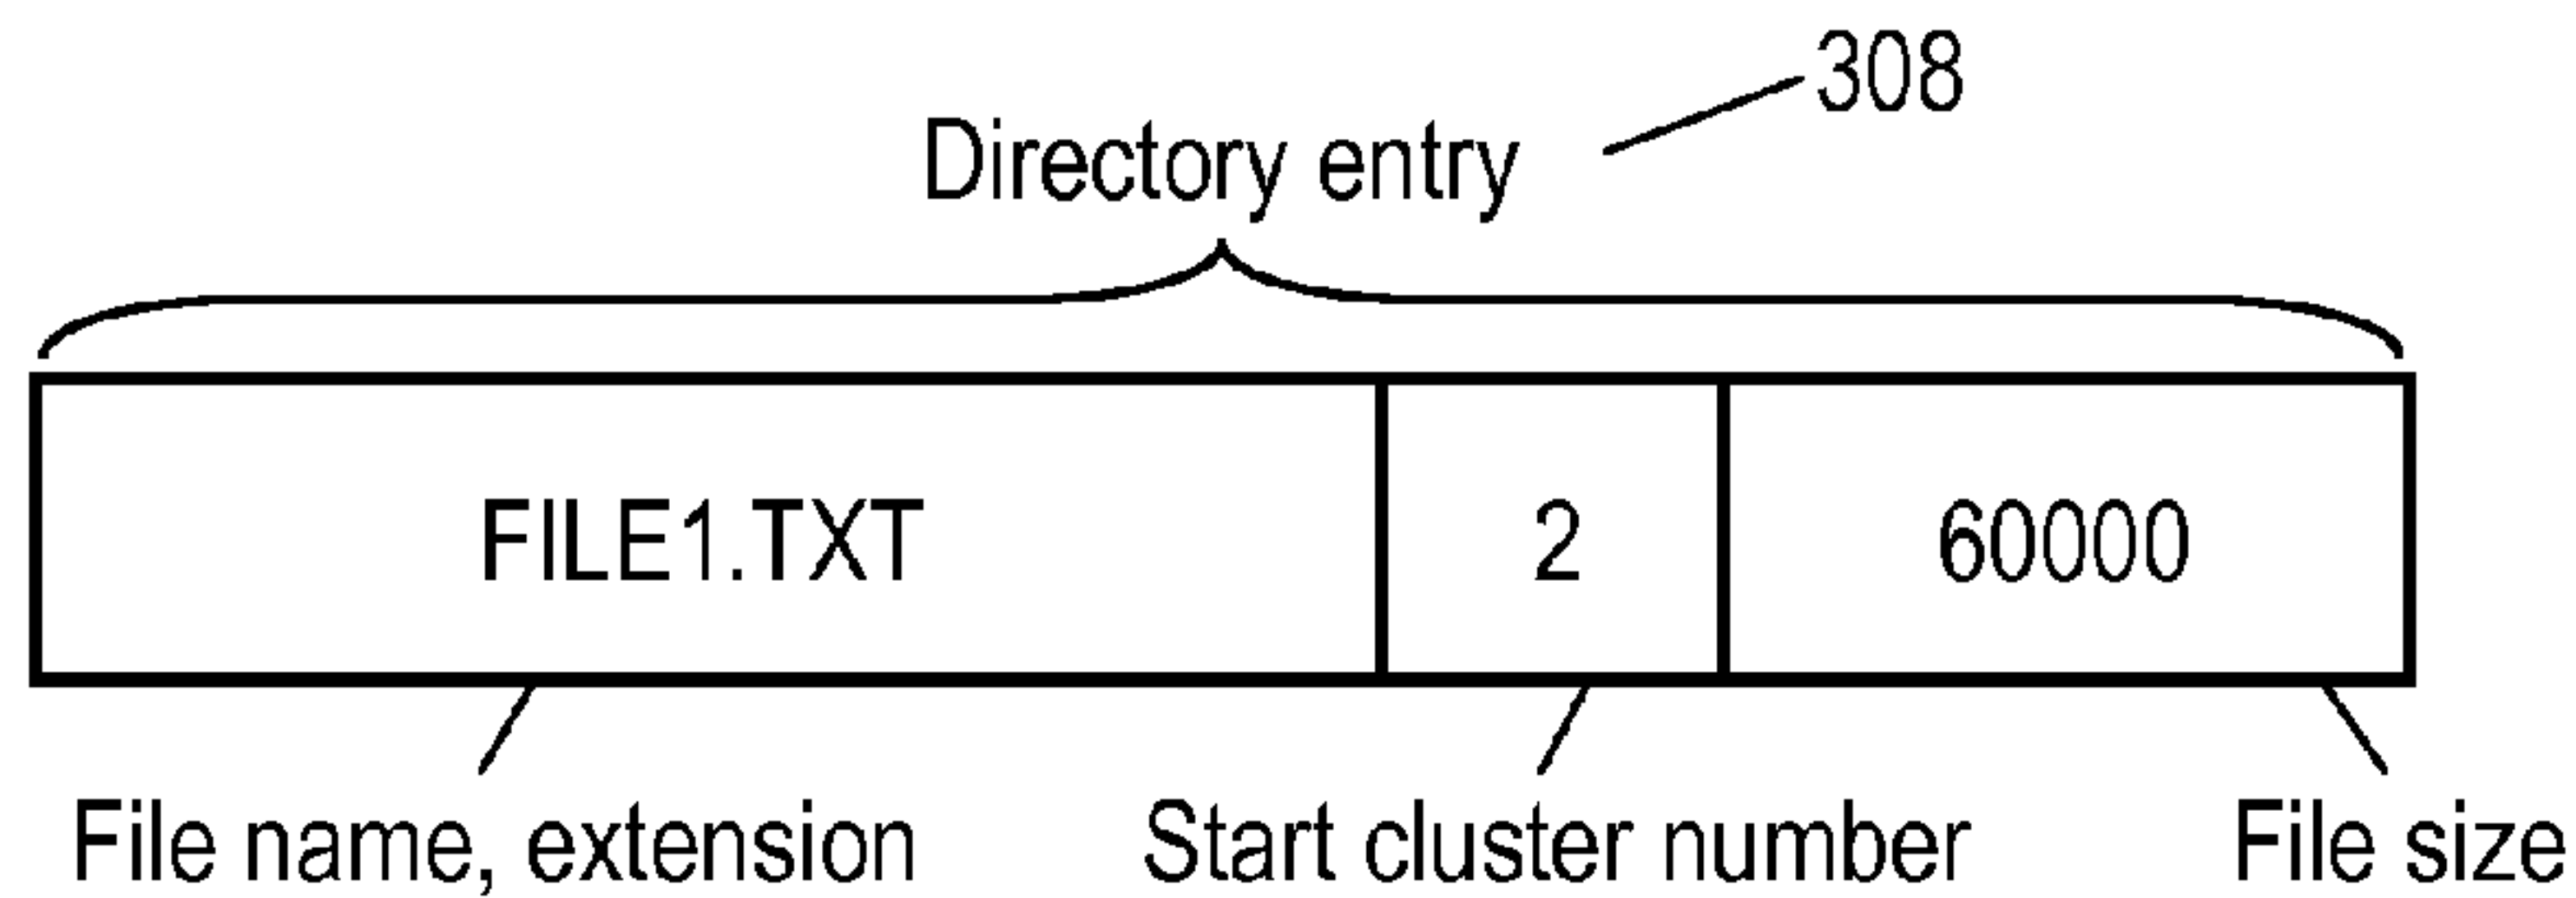 308
Directory entry
FILE1.TXT 2 60000
File name, extension Start cluster number File size